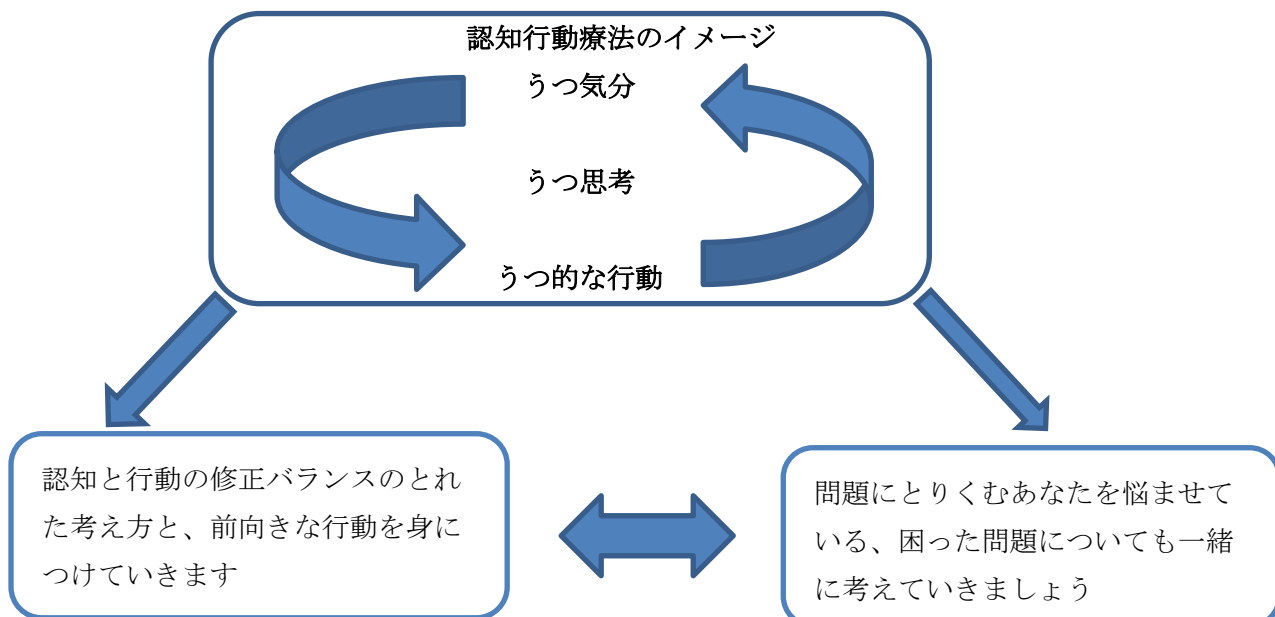 認知行動療法のイメージ
うつ気分
うつ思考
うつ的な行動
認知と行動の修正バランスのとれ
た考え方と、前向きな行動を身に
つけていきます
問題にとりくむあなたを悩ませて
いる、困った問題についても一緒
に考えていきましょう